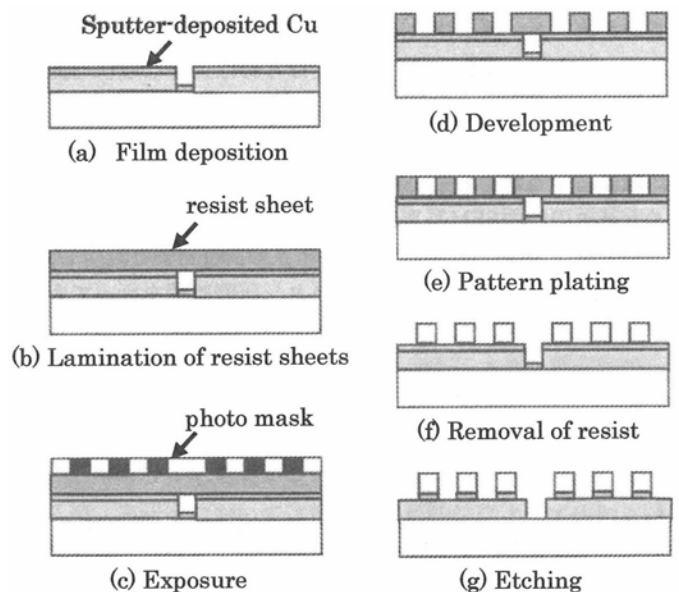 Sputter-deposited Cu
(a) Film deposition
resist sheet
(b) Lamination of resist sheets
photo mask
(c) Exposure
(d) Development
(e) Pattern plating
(f) Removal of resist
(g) Etching